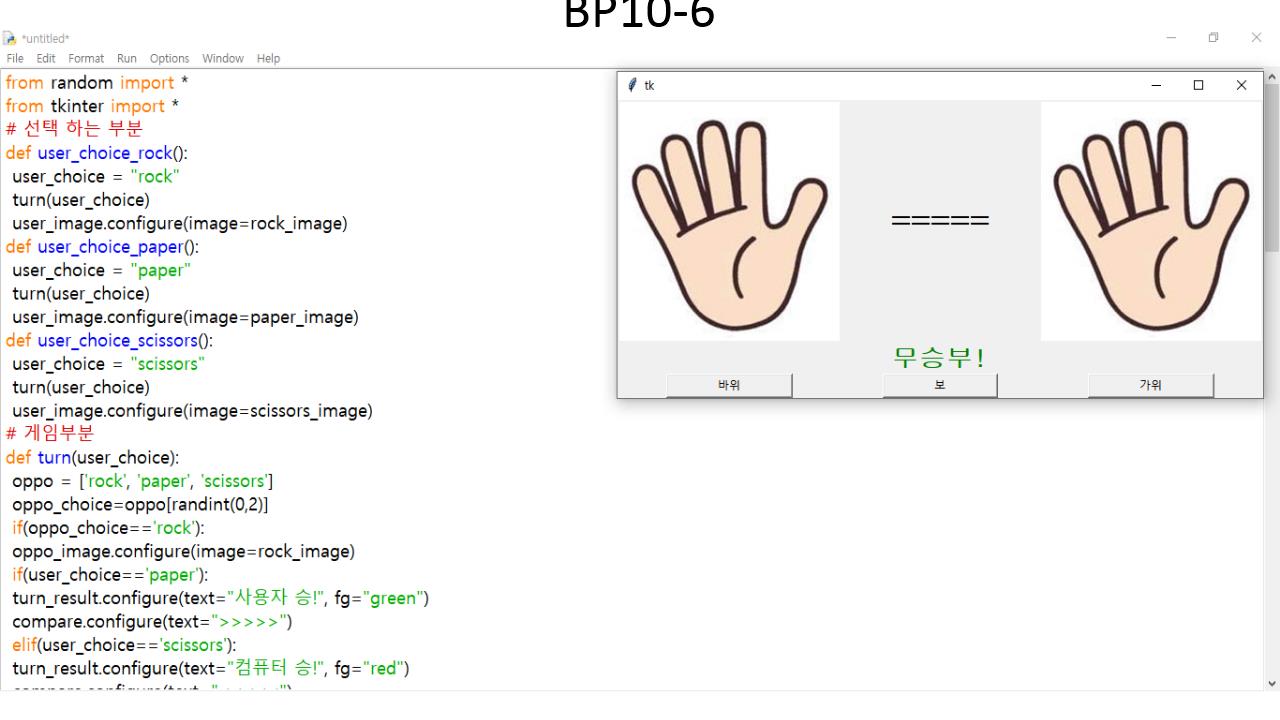 BP10-6
*untitled*
File Edit Format Run Options Window Help
from random import *
from tkinter import *
# 선택 하는 부분
def user_choice_rock():
user_choice = "rock"
turn(user_choice)
user_image.configure(image=rock_image)
def user_choice_paper():
user_choice = "paper"
turn(user_choice)
user_image.configure(image=paper_image)
def user_choice_scissors():
user_choice = "scissors"
turn(user_choice)
user_image.configure(image=scissors_image)
# 게임부분
def turn(user_choice):
oppo = ['rock', 'paper', 'scissors']
oppo_choice=oppo[randint(0,2)]
if(oppo_choice=='rock'):
oppo_image.configure(image=rock_image)
if(user_choice=='paper'):
turn_result.configure(text="사용자 승!", fg="green")
compare.configure(text=">>>>>")
elif(user_choice=='scissors'):
turn_result.configure(text="컴퓨터 승!", fg="red")
tk
=====
무승부!
바위 보 가위